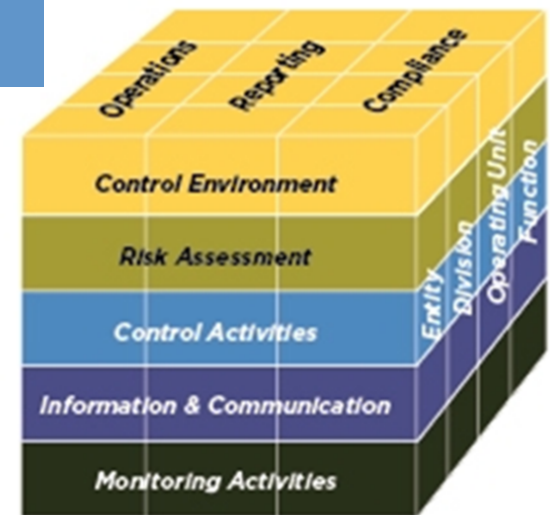 Operations
Reporting
Compliance
Control Environment
Risk Assessment
Control Activities
Information & Communication
Monitoring Activities
Entity
Division
Operating Unit
Function